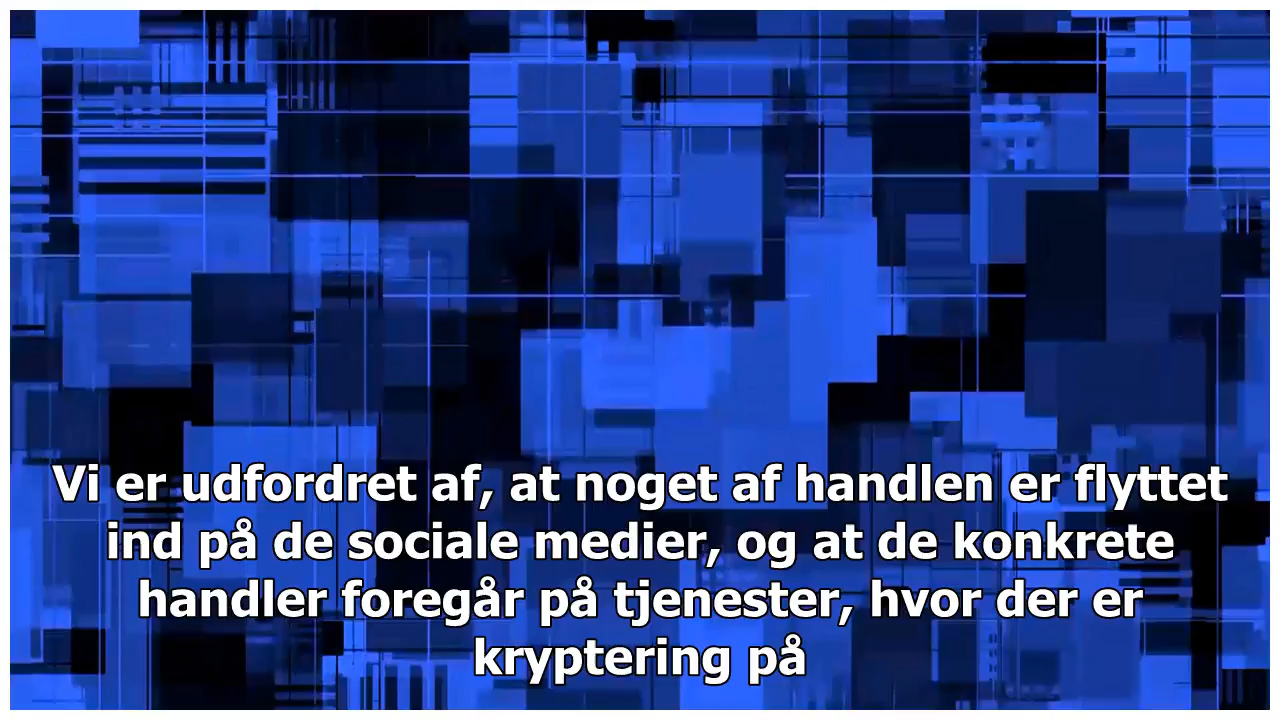 Vi er udfordret af, at noget af handlen er flyttet
ind på de sociale medier, og at de konkrete
handler foregår på tjenester, hvor der er
kryptering på